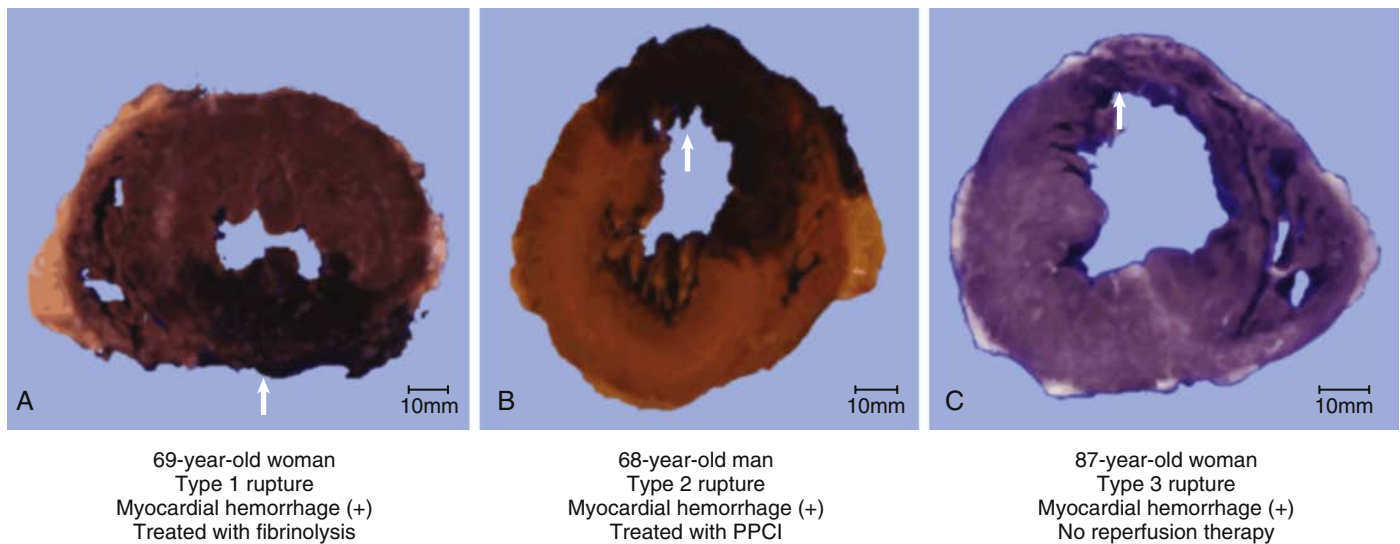 A
10mm
B
10mm
C
10mm
69-year-old woman
Type 1 rupture
Myocardial hemorrhage (+)
Treated with fibrinolysis
68-year-old man
Type 2 rupture
Myocardial hemorrhage (+)
Treated with PPCI
87-year-old woman
Type 3 rupture
Myocardial hemorrhage (+)
No reperfusion therapy